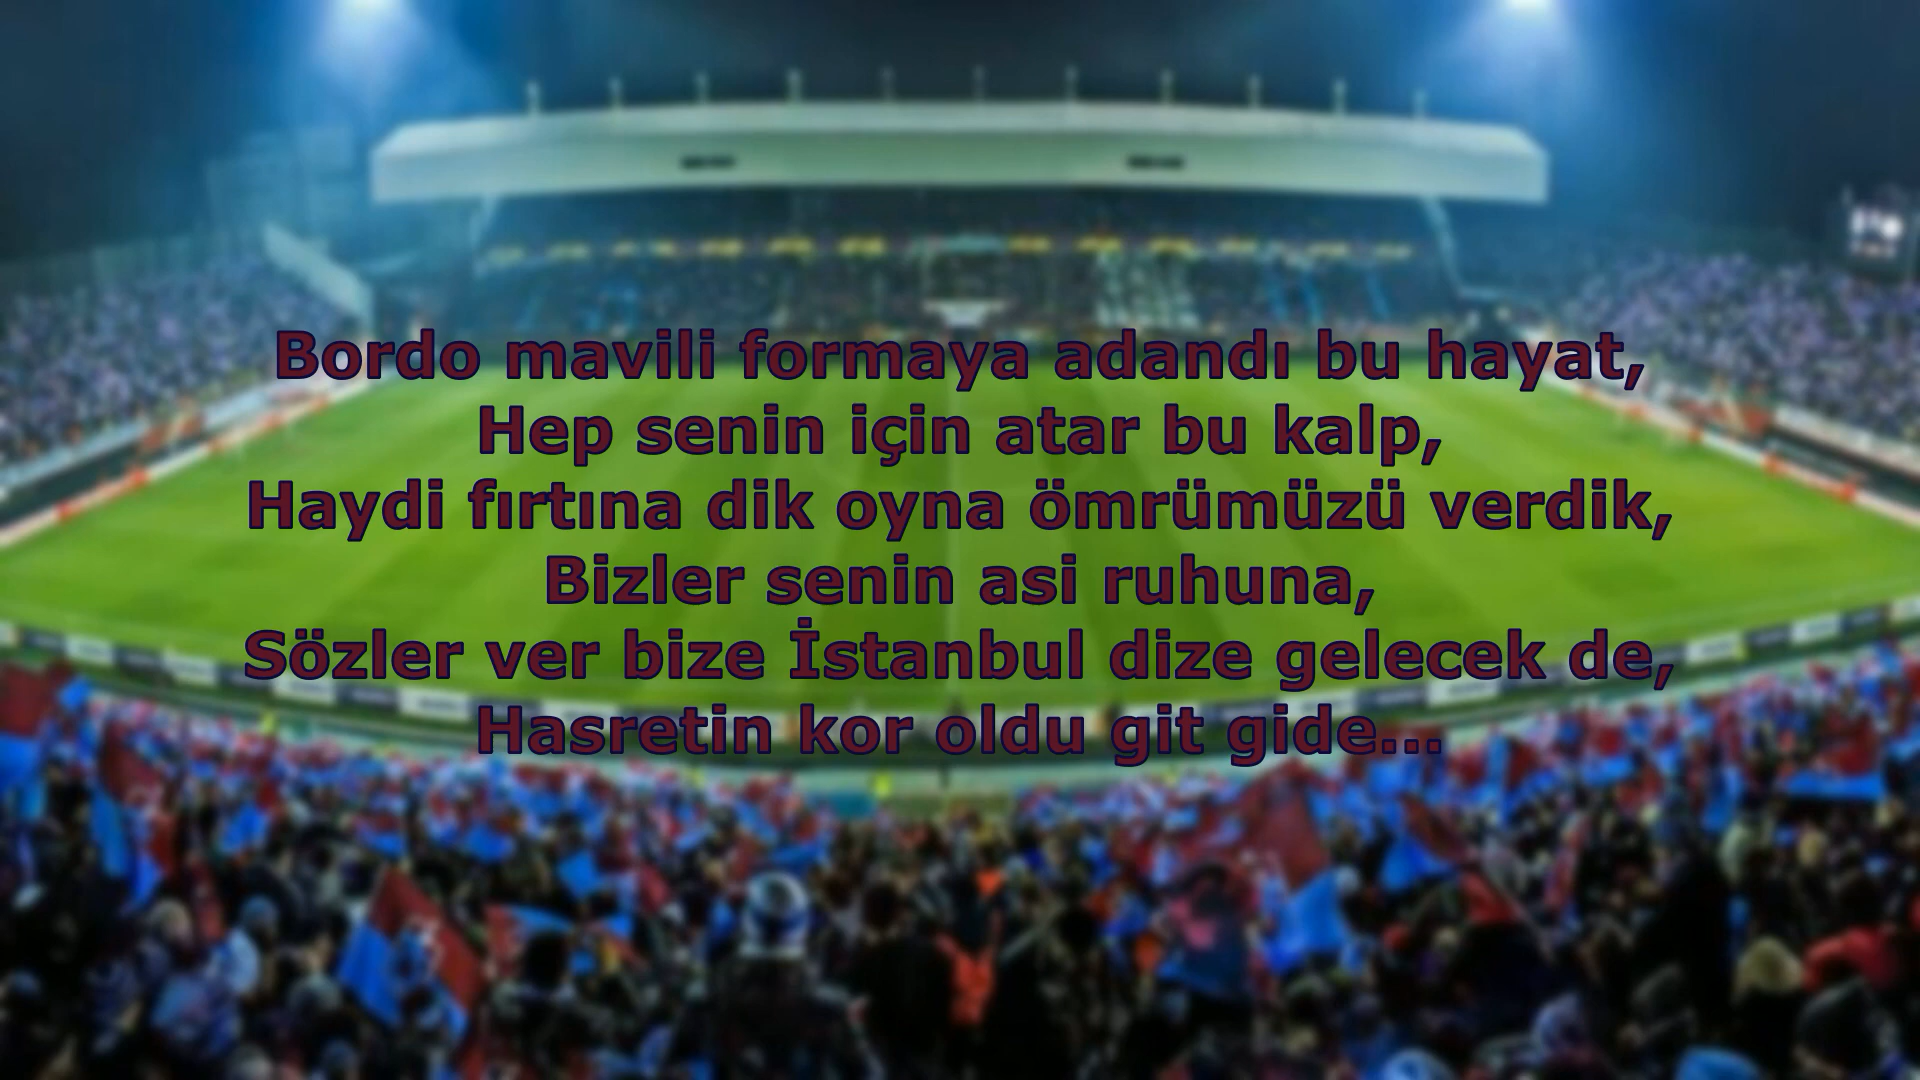 Bordo mavili formaya adandı bu hayat,
Hep senin için atar bu kalp,
Haydi fırtına dik oyna ömrümüzü verdik,
Bizler senin asi ruhuna,
Sözler ver bize İstanbul dize gelecek de,
Hasretin kor oldu git gide...